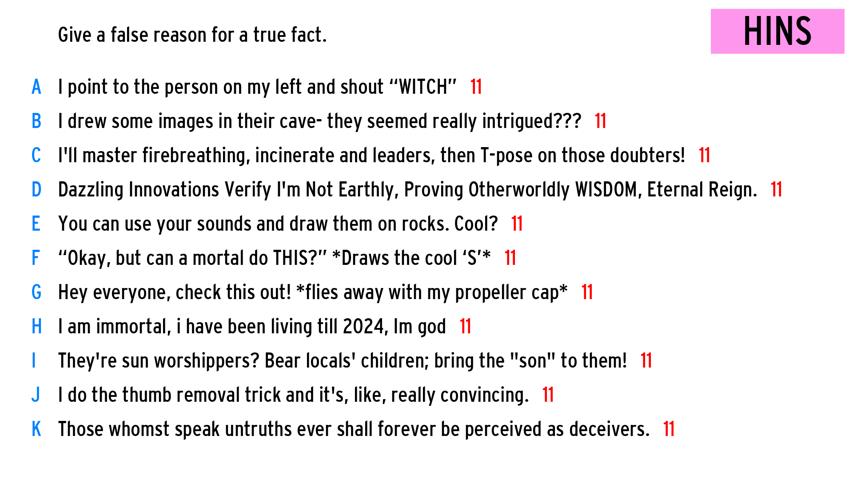 Give a false reason for a true fact.
HINS
A I point to the person on my left and shout “WITCH” 11
B I drew some images in their cave- they seemed really intrigued??? 11
C I'll master firebreathing, incinerate and leaders, then T-pose on those doubters! 11
D Dazzling Innovations Verify I'm Not Earthly, Proving Otherworldly WISDOM, Eternal Reign. 11
E You can use your sounds and draw them on rocks. Cool? 11
F “Okay, but can a mortal do THIS?” *Draws the cool ‘S’* 11
G Hey everyone, check this out! *flies away with my propeller cap* 11
H I am immortal, i have been living till 2024, Im god 11
I They're sun worshippers? Bear locals' children; bring the "son" to them! 11
J I do the thumb removal trick and it's, like, really convincing. 11
K Those whomst speak untruths ever shall forever be perceived as deceivers. 11